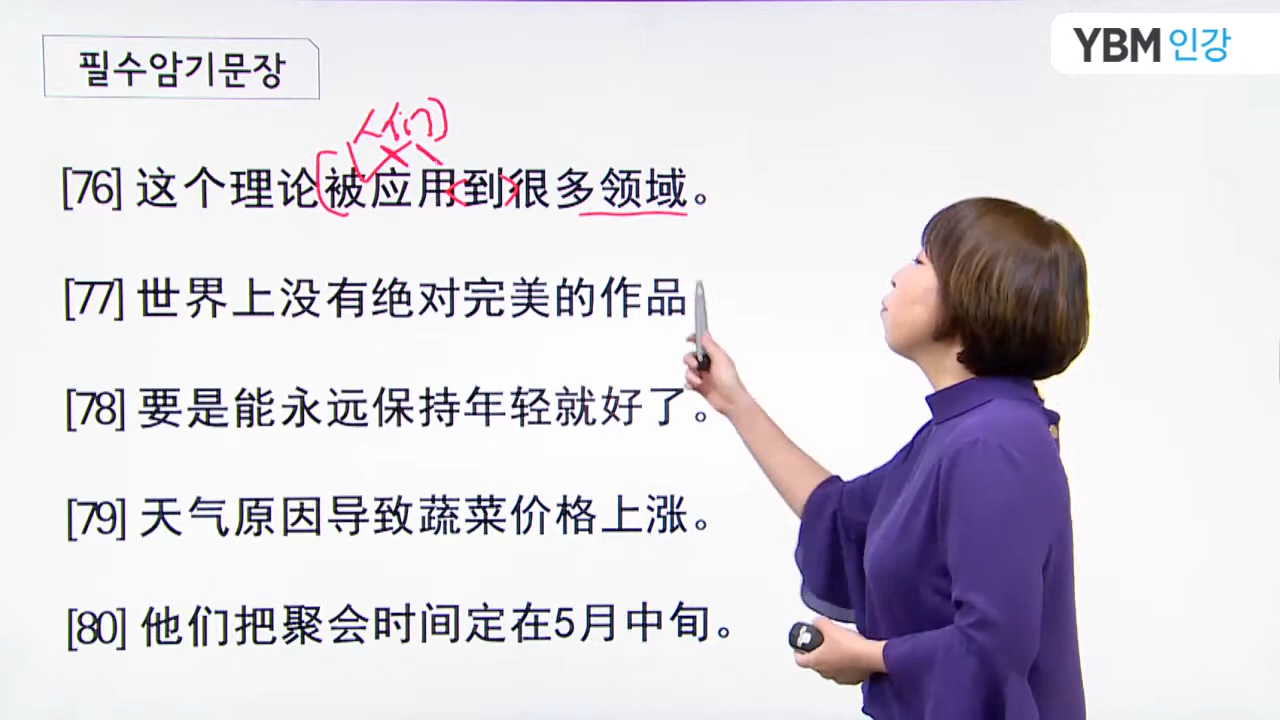 YBM 인강
필수암기문장
人们
[76] 这个理论被应用到很多领域。
[77] 世界上没有绝对完美的作品
[78] 要是能永远保持年轻就好了。
[79] 天气原因导致蔬菜价格上涨。
[80] 他们把聚会时间定在5月中旬。